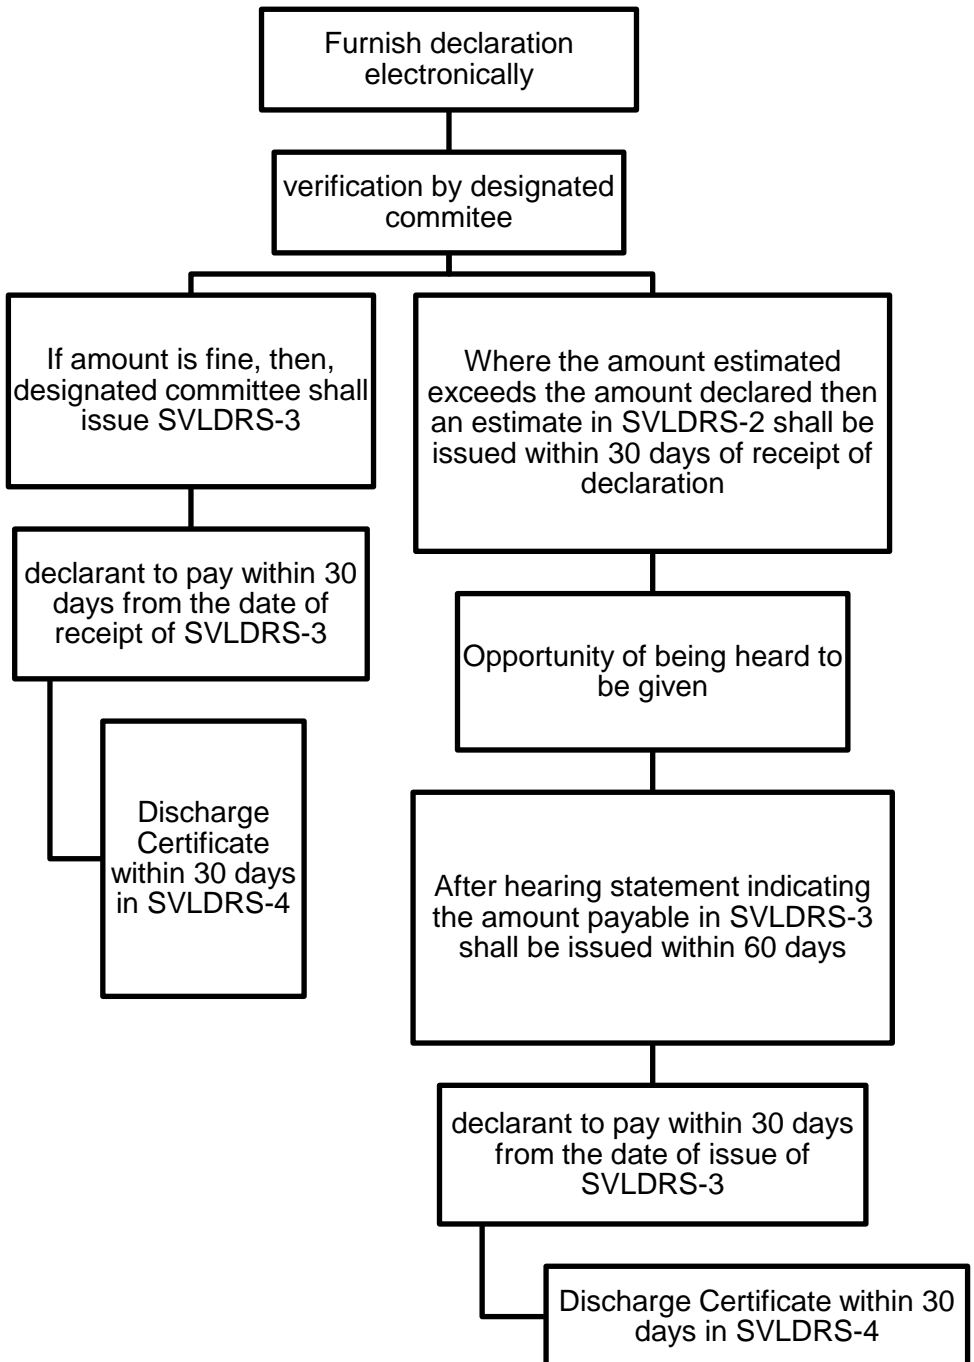 Furnish declaration
electronically
verification by designated
commitee
If amount is fine, then,
designated committee shall
issue SVLDRS-3
declarant to pay within 30
days from the date of
receipt of SVLDRS-3
Discharge
Certificate
within 30 days
in SVLDRS-4
Where the amount estimated
exceeds the amount declared then
an estimate in SVLDRS-2 shall be
issued within 30 days of receipt of
declaration
Opportunity of being heard to
be given
After hearing statement indicating
the amount payable in SVLDRS-3
shall be issued within 60 days
declarant to pay within 30 days
from the date of issue of
SVLDRS-3
Discharge Certificate within 30
days in SVLDRS-4